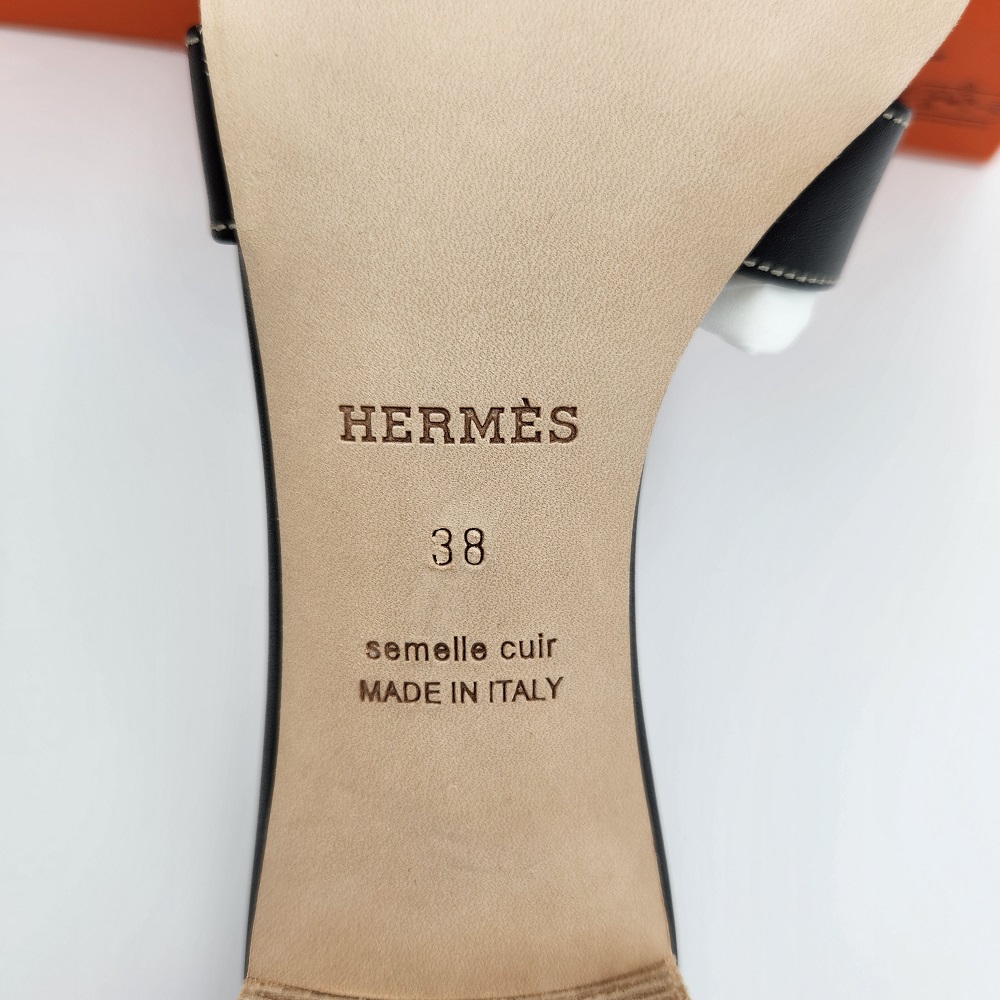 HERMÈS
38
semelle cuir
MADE IN ITALY